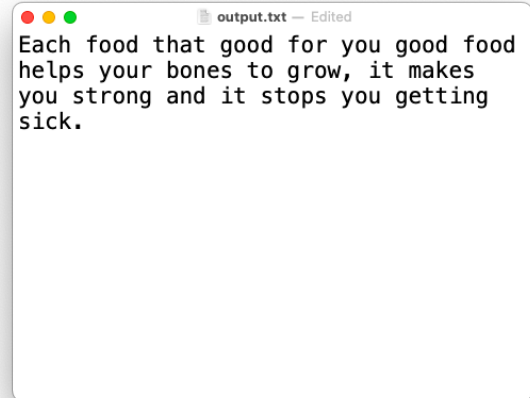 output.txt — Edited
Each food that good for you good food
helps your bones to grow, it makes
you strong and it stops you getting
sick.